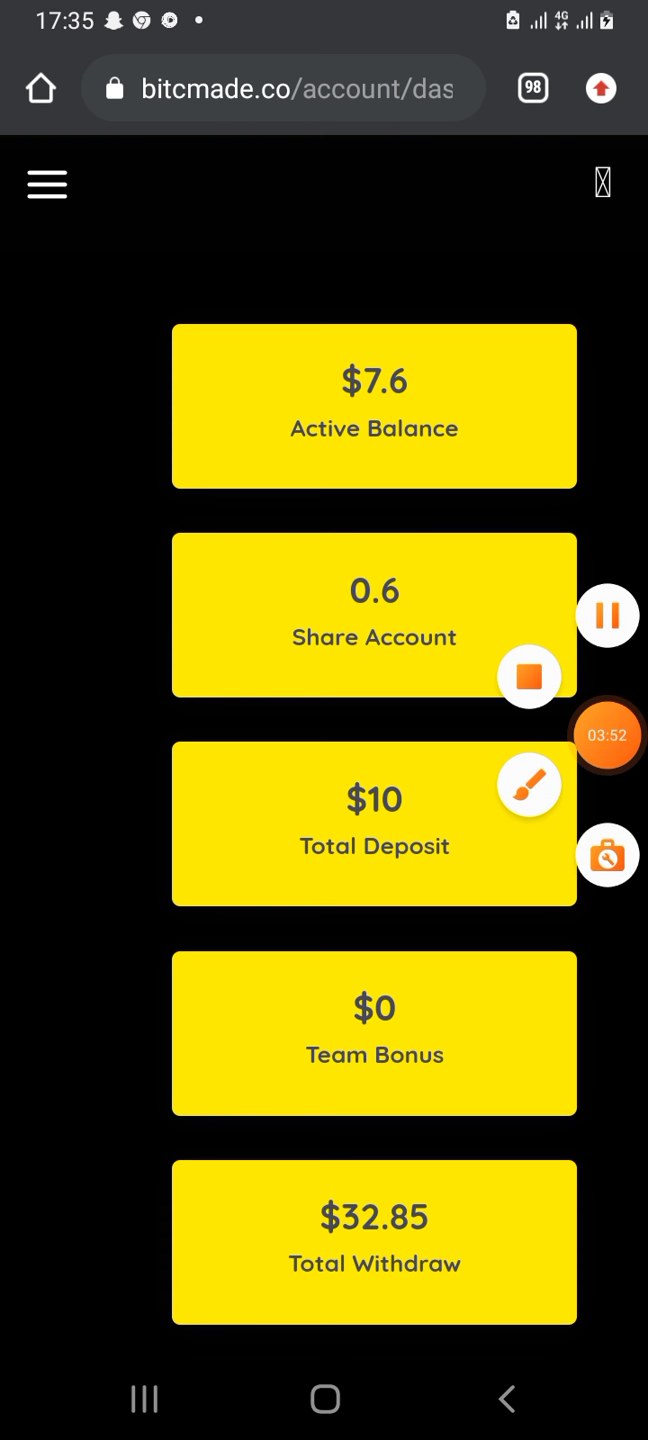 17:35
4G
bitcmade.co/account/das
98
$7.6
Active Balance
0.6
Share Account
03:52
$10
Total Deposit
$0
Team Bonus
$32.85
Total Withdraw